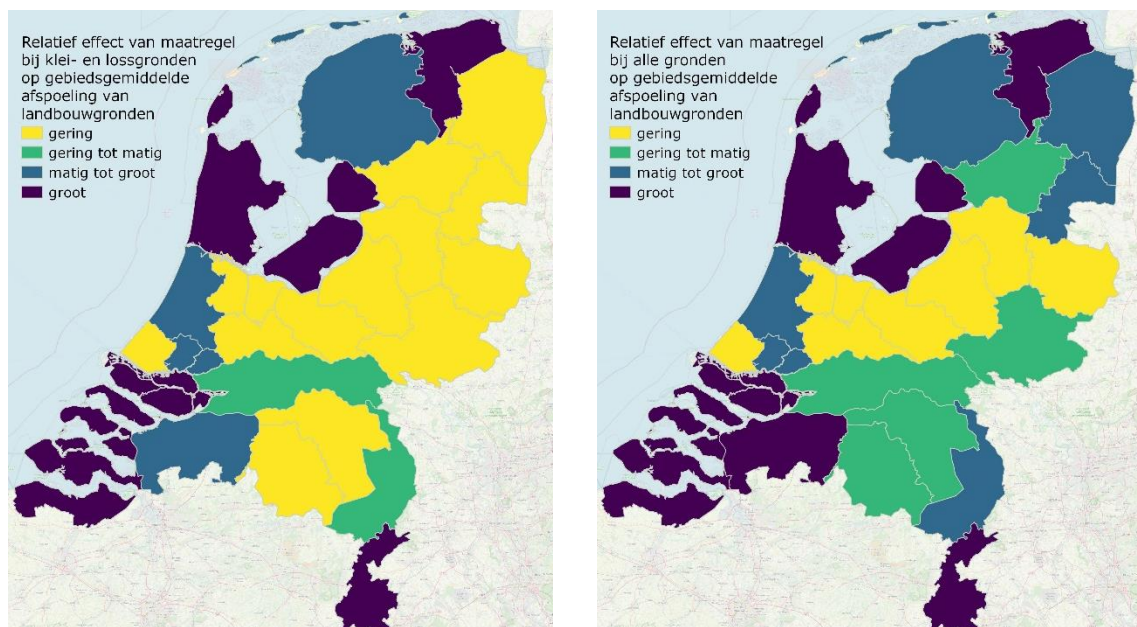 Relatief effect van maatregel
bij klei- en lossgronden
op gebiedsgemiddelde
afspoeling van
landbouwgronden
gering
gering tot matig
matig tot groot
groot
Relatief effect van maatregel
bij alle gronden
op gebiedsgemiddelde
afspoeling van
landbouwgronden
gering
gering tot matig
matig tot groot
groot